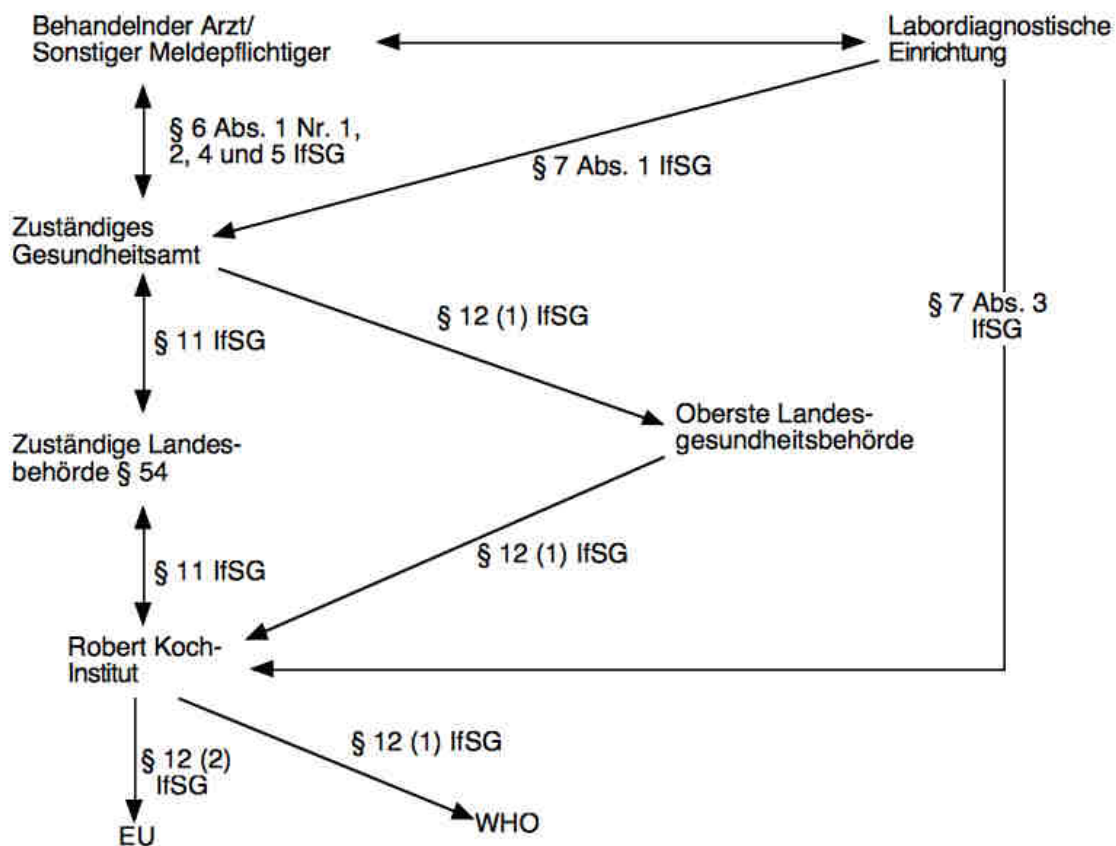 Behandelnder Arzt/
Sonstiger Meldepflichtiger
Labordiagnostische
Einrichtung
§ 6 Abs. 1 Nr. 1,
2, 4 und 5 IfSG
§ 7 Abs. 1 IfSG
Zuständiges
Gesundheitsamt
§ 12 (1) IfSG
§ 7 Abs. 3
IfSG
§ 11 IfSG
Oberste Landes-
gesundheitsbehörde
Zuständige Landes-
behörde § 54
§ 12 (1) IfSG
§ 11 IfSG
Robert Koch-
Institut
§ 12 (1) IfSG
§ 12 (2)
IfSG
WHO
EU